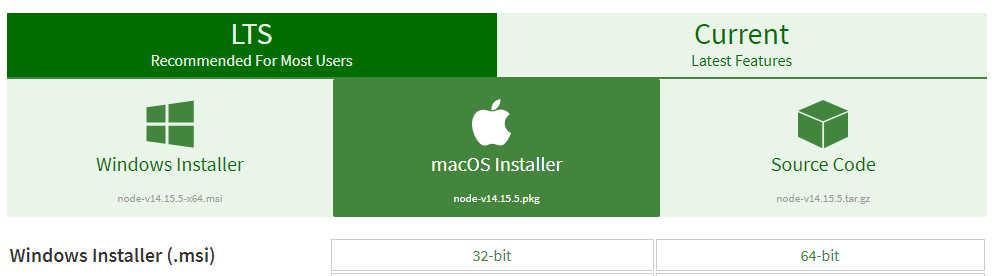 LTS
Recommended For Most Users
Current
Latest Features
Windows Installer
node-v14.15.5-x64.msi
macOS Installer
node-v14.15.5.pkg
Source Code
node-v14.15.5.tar.gz
Windows Installer (.msi)
32-bit
64-bit